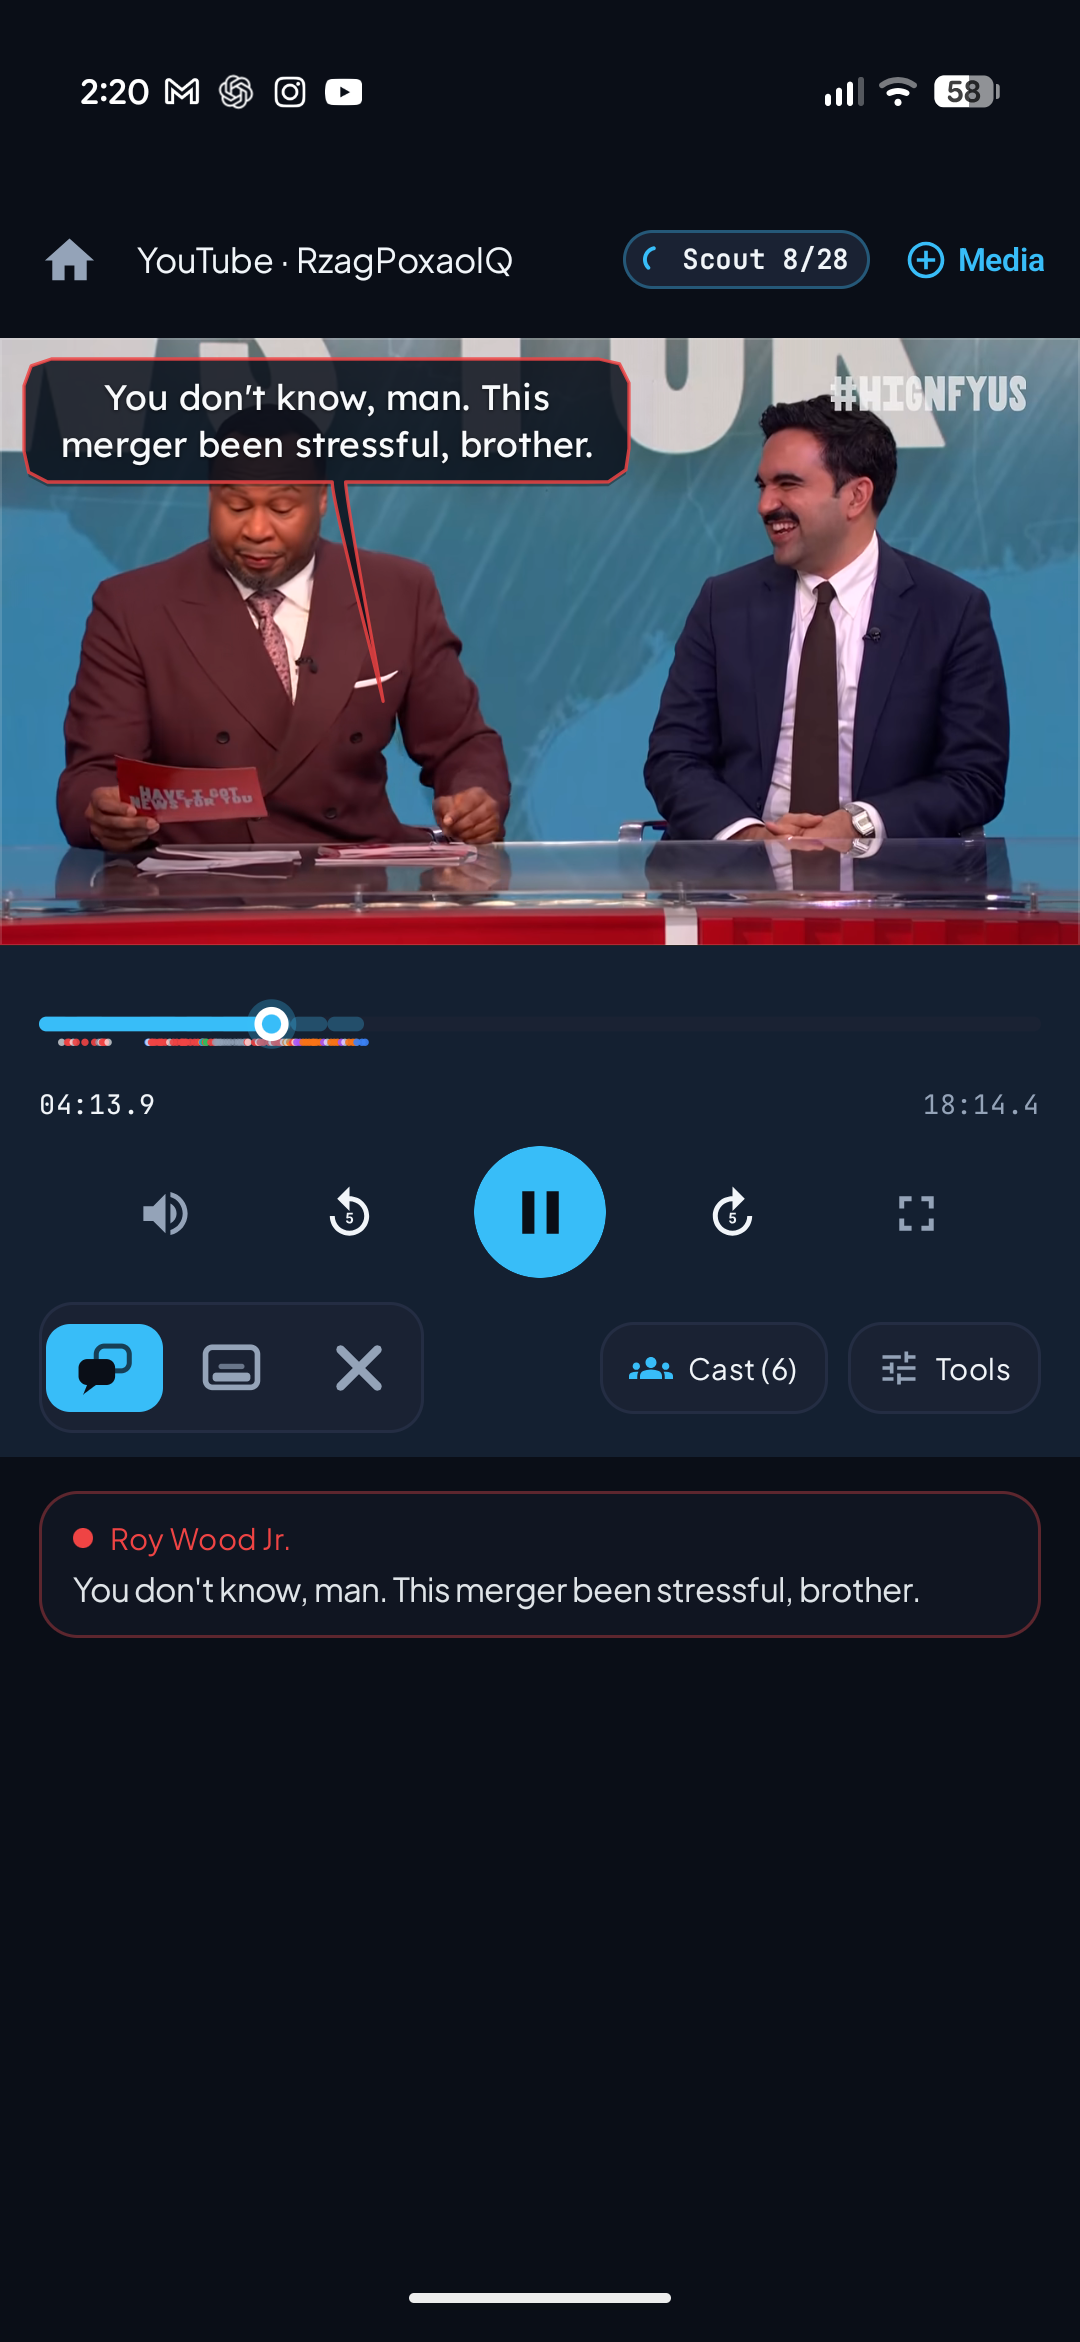 2:20
58
YouTube · RzagPoxaoIQ
Scout 8/28
Media
#HIGNFYUS
You don't know, man. This
merger been stressful, brother.
HAVE I GOT
NEWS FOR YOU
04:13.9
18:14.4
5
5
Cast (6)
Tools
Roy Wood Jr.
You don't know, man. This merger been stressful, brother.